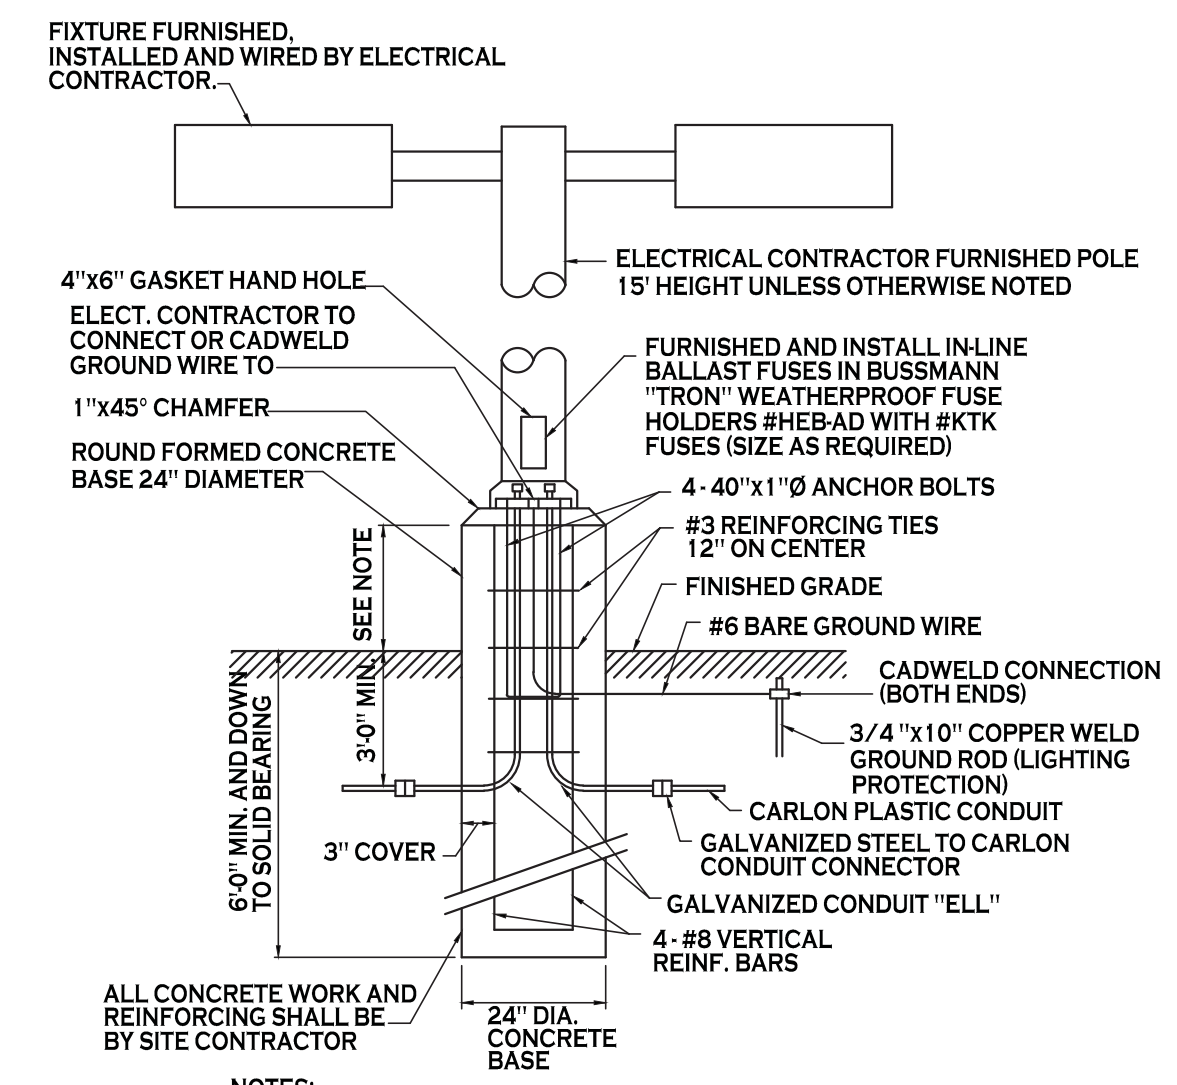 FIXTURE FURNISHED,
INSTALLED AND WIRED BY ELECTRICAL
CONTRACTOR.
ELECTRICAL CONTRACTOR FURNISHED POLE
15' HEIGHT UNLESS OTHERWISE NOTED
4"x6" GASKET HAND HOLE
ELECT. CONTRACTOR TO
CONNECT OR CADWELD
GROUND WIRE TO
1"x45° CHAMFER
ROUND FORMED CONCRETE
BASE 24" DIAMETER
FURNISHED AND INSTALL IN-LINE
BALLAST FUSES IN BUSSMANN
"TRON" WEATHERPROOF FUSE
HOLDERS #HEB-AD WITH #KTK
FUSES (SIZE AS REQUIRED)
4 - 40"x1"Ø ANCHOR BOLTS
#3 REINFORCING TIES
12" ON CENTER
FINISHED GRADE
#6 BARE GROUND WIRE
CADWELD CONNECTION
(BOTH ENDS)
3/4 "x10" COPPER WELD
GROUND ROD (LIGHTING
PROTECTION)
CARLON PLASTIC CONDUIT
GALVANIZED STEEL TO CARLON
CONDUIT CONNECTOR
GALVANIZED CONDUIT "ELL"
4 - #8 VERTICAL
REINF. BARS
SEE NOTE
3'-0" MIN.
6'-0" MIN. AND DOWN
TO SOLID BEARING
3" COVER
ALL CONCRETE WORK AND
REINFORCING SHALL BE
BY SITE CONTRACTOR
24" DIA.
CONCRETE
BASE
NOTES: